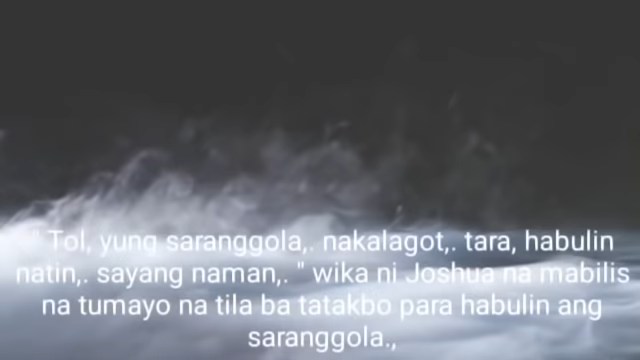 " Tol, yung saranggola,. nakalagot,. tara, habulin
natin,. sayang naman,. " wika ni Joshua na mabilis
na tumayo na tila ba tatakbo para habulin ang
saranggola.,